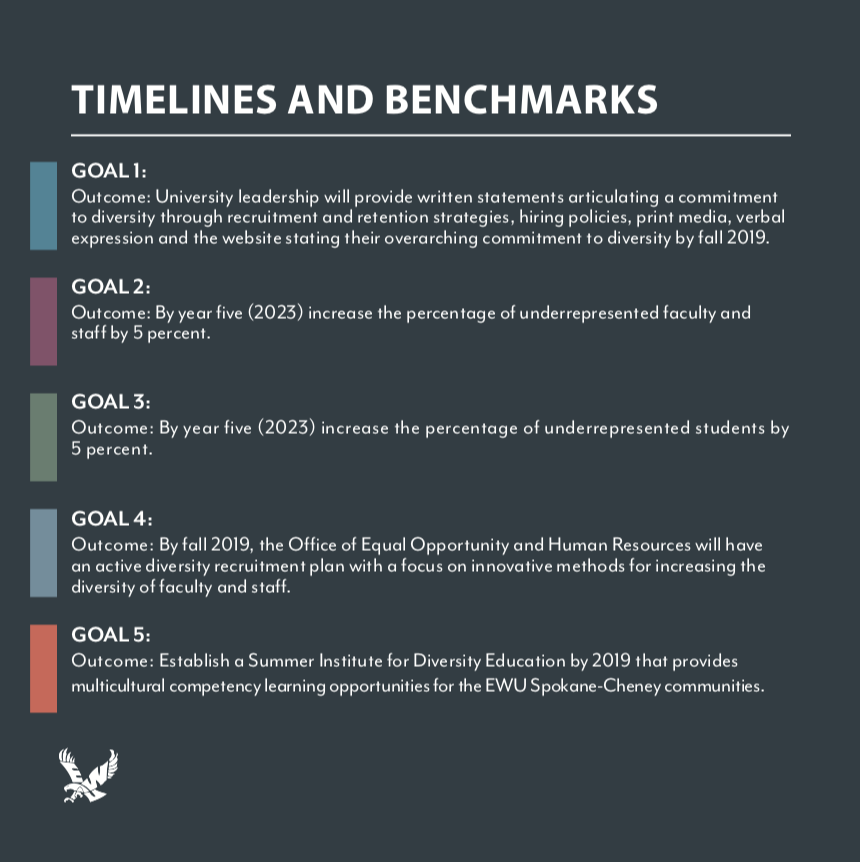 TIMELINES AND BENCHMARKS
GOAL 1:
Outcome: University leadership will provide written statements articulating a commitment
to diversity through recruitment and retention strategies, hiring policies, print media, verbal
expression and the website stating their overarching commitment to diversity by fall 2019.
GOAL 2:
Outcome: By year five (2023) increase the percentage of underrepresented faculty and
staff by 5 percent.
GOAL 3:
Outcome: By year five (2023) increase the percentage of underrepresented students by
5 percent.
GOAL 4:
Outcome: By fall 2019, the Office of Equal Opportunity and Human Resources will have
an active diversity recruitment plan with a focus on innovative methods for increasing the
diversity of faculty and staff.
GOAL 5:
Outcome: Establish a Summer Institute for Diversity Education by 2019 that provides
multicultural competency learning opportunities for the EWU Spokane-Cheney communities.